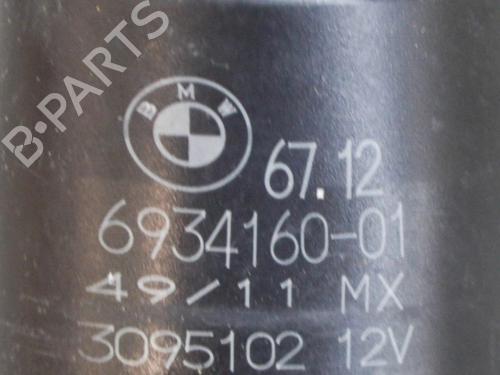 B-PARTS
BMW
67.12
6934160-01
49/11 MX
3095102 12V